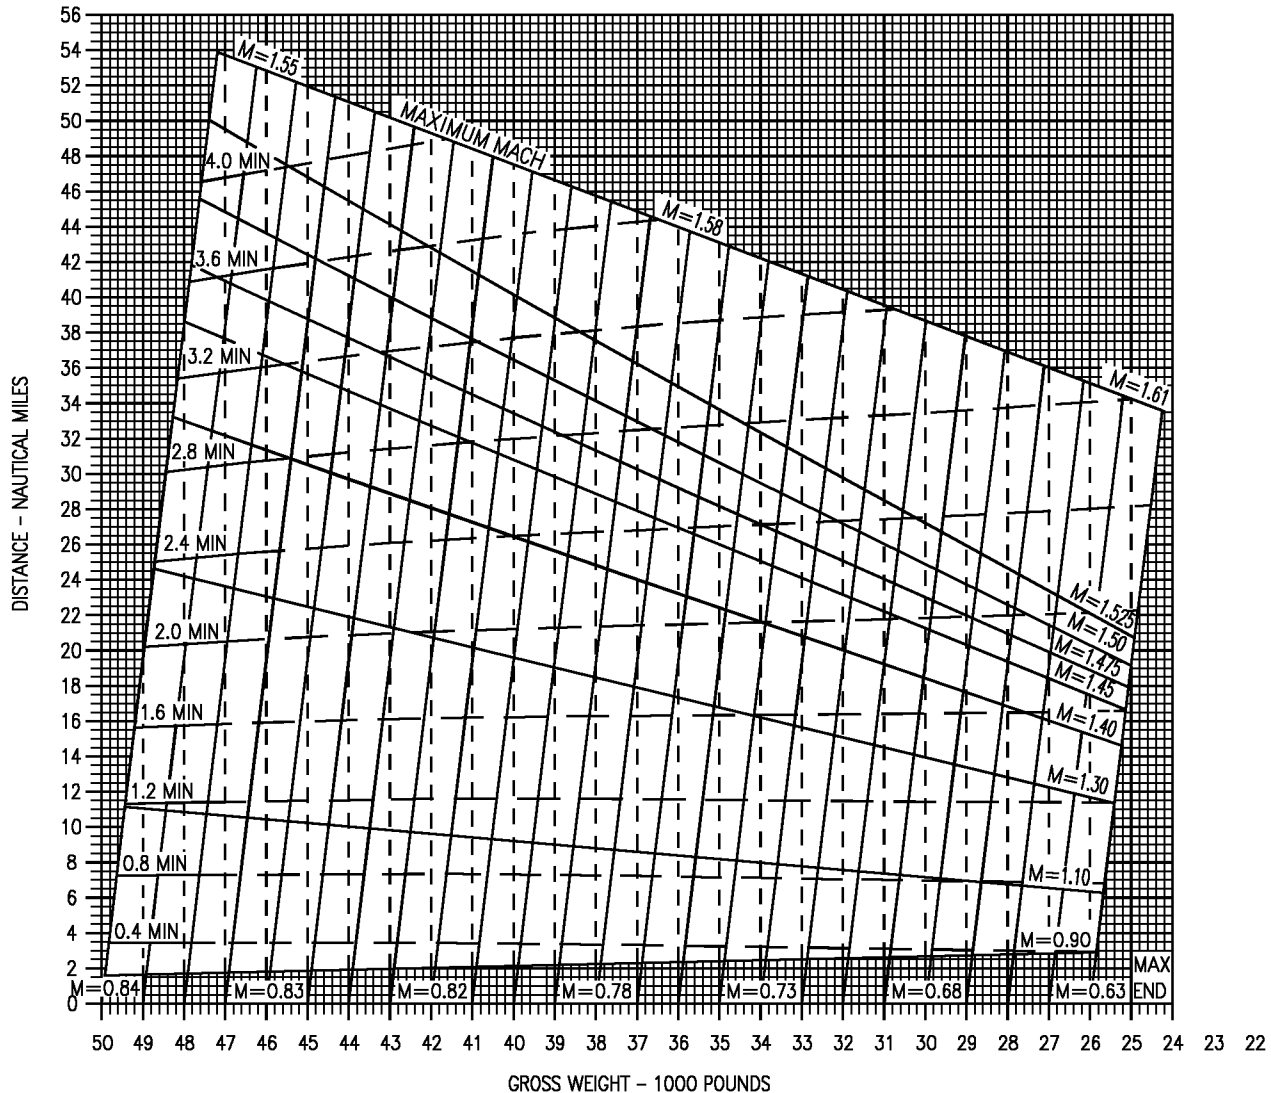 56
54
52
50
48
46
44
42
40
38
36
34
32
30
28
26
24
22
20
18
16
14
12
10
8
6
4
2
0
DISTANCE – NAUTICAL MILES
M=1.55
MAXIMUM MACH
M=1.58
M=1.61
4.0 MIN
3.6 MIN
3.2 MIN
2.8 MIN
2.4 MIN
2.0 MIN
1.6 MIN
1.2 MIN
0.8 MIN
0.4 MIN
M=1.525
M=1.50
M=1.475
M=1.45
M=1.40
M=1.30
M=1.10
M=0.90
MAX
END
M=0.84 M=0.83 M=0.82 M=0.78 M=0.73 M=0.68 M=0.63
50 49 48 47 46 45 44 43 42 41 40 39 38 37 36 35 34 33 32 31 30 29 28 27 26 25 24 23 22
GROSS WEIGHT – 1000 POUNDS